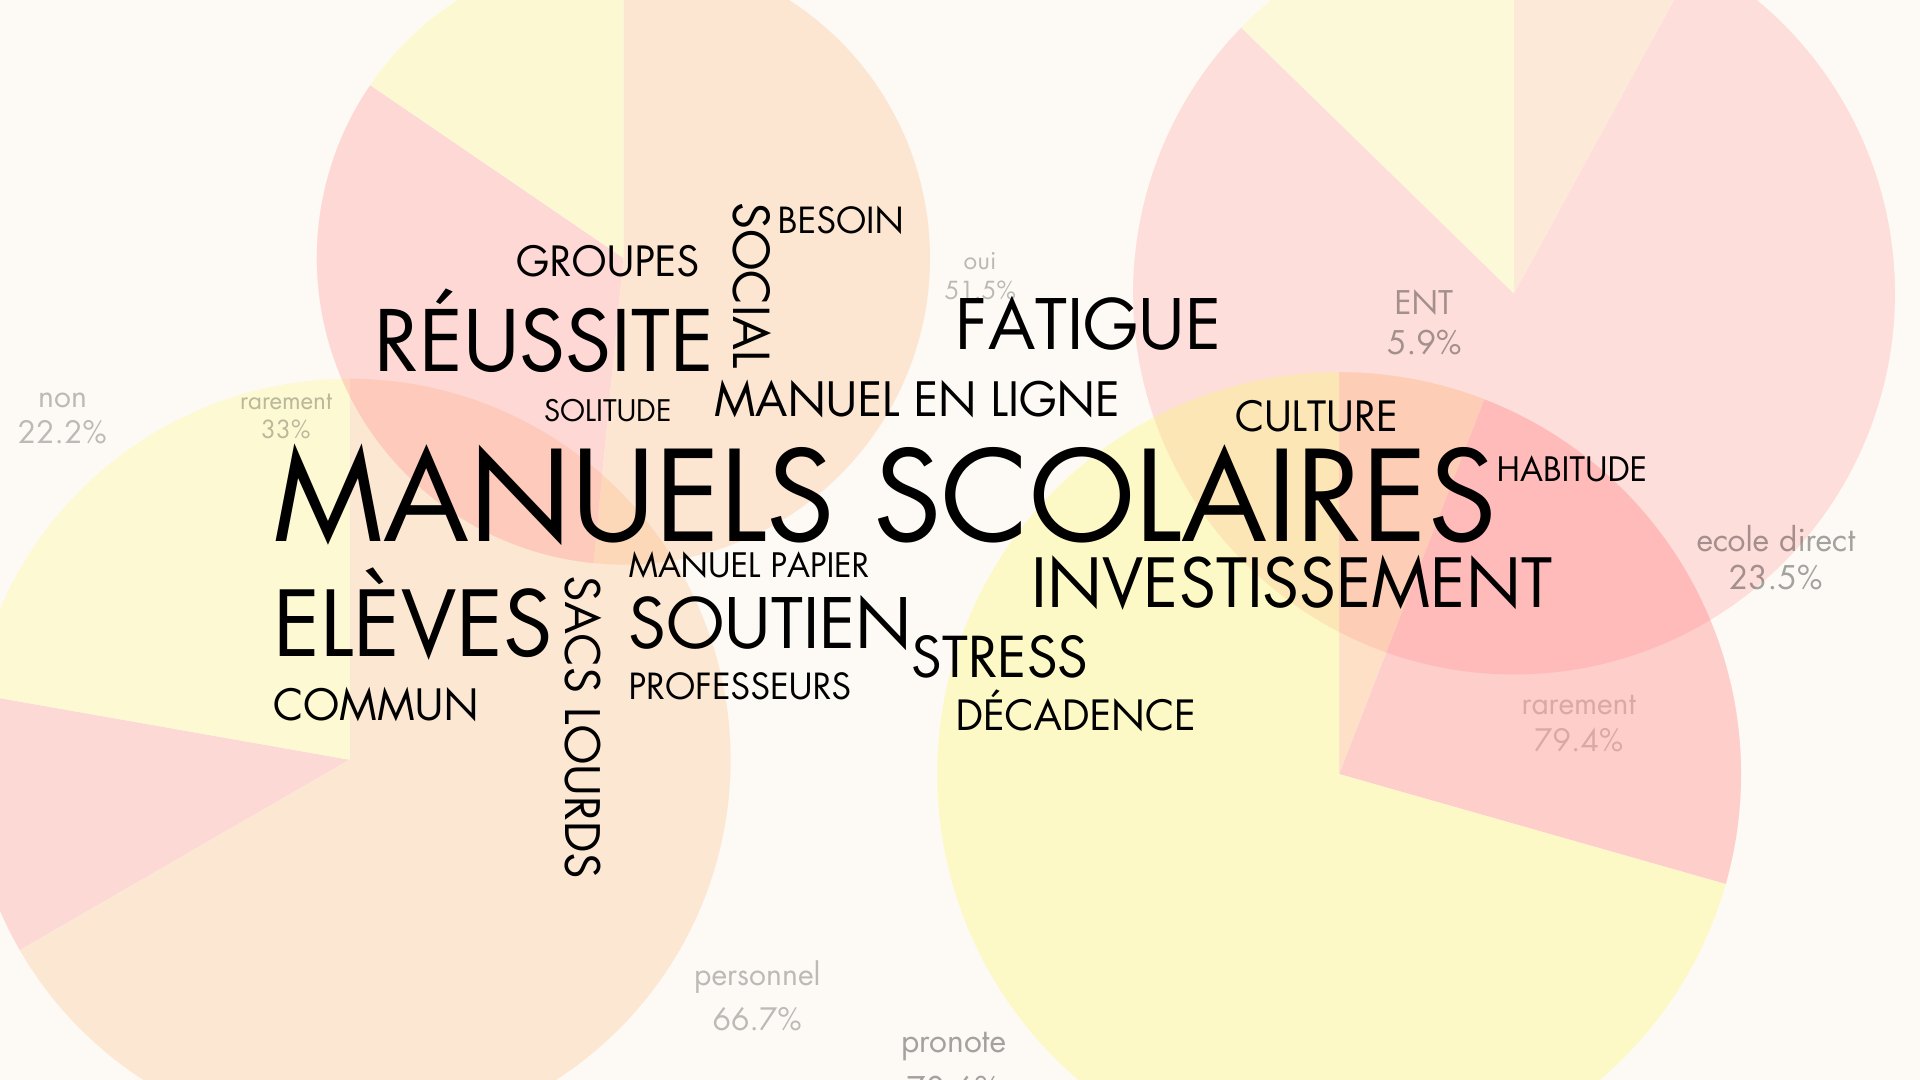 SOCIAL
BESOIN
GROUPES
oui
51.5%
RÉUSSITE
FATIGUE
ENT
5.9%
non
22.2%
rarement
33%
SOLITUDE
MANUEL EN LIGNE
CULTURE
MANUELS SCOLAIRES
HABITUDE
ecole direct
23.5%
MANUEL PAPIER
INVESTISSEMENT
ELÈVES
SACS LOURDS
SOUTIEN
STRESS
PROFESSEURS
COMMUN
DÉCADENCE
rarement
79.4%
personnel
66.7%
pronote